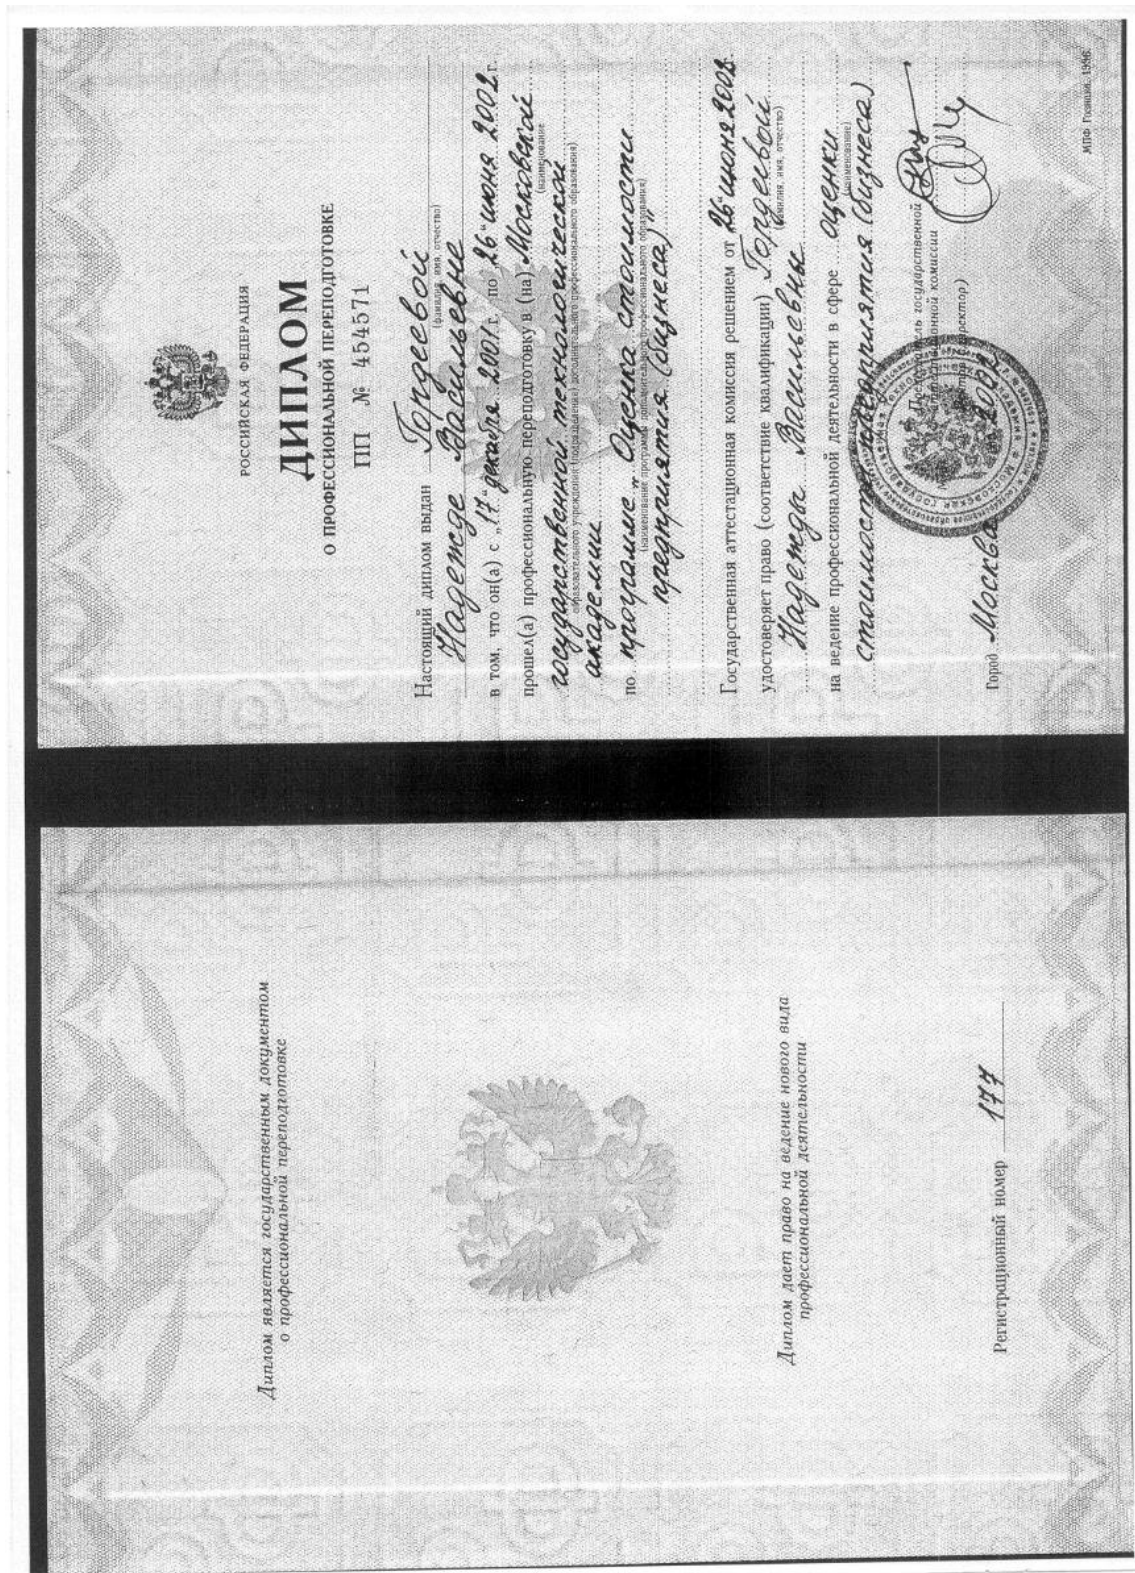 Диплом является государственным документом
о профессиональной переподготовке
Диплом дает право на ведение нового вида
профессиональной деятельности
Регистрационный номер 177
РОССИЙСКАЯ ФЕДЕРАЦИЯ
ДИПЛОМ
О ПРОФЕССИОНАЛЬНОЙ ПЕРЕПОДГОТОВКЕ
ПП № 454571
Настоящий диплом выдан Гордеевой
(фамилия, имя, отчество)
Надежде Васильевне
в том, что он(а) с „17“ декабря 2001 г. по „26“ июня 2002 г.
прошел(а) профессиональную переподготовку в (на) Московской
(наименование
государственной технологической
образовательного учреждения (подразделения) дополнительного профессионального образования)
академии
по программе „Оценка стоимости
(наименование программы дополнительного профессионального образования)
предприятия (бизнеса)"
Государственная аттестационная комиссия решением от 26 июня 2002
удостоверяет право (соответствие квалификации) Гордеевой
(фамилия, имя, отчество)
Надежды Васильевны
на ведение профессиональной деятельности в сфере оценки
(наименование)
стоимости предприятия (бизнеса)
Председатель государственной
аттестационной комиссии
Ректор (директор)
Город Москва 2002
МПФ Гознака. 1996.